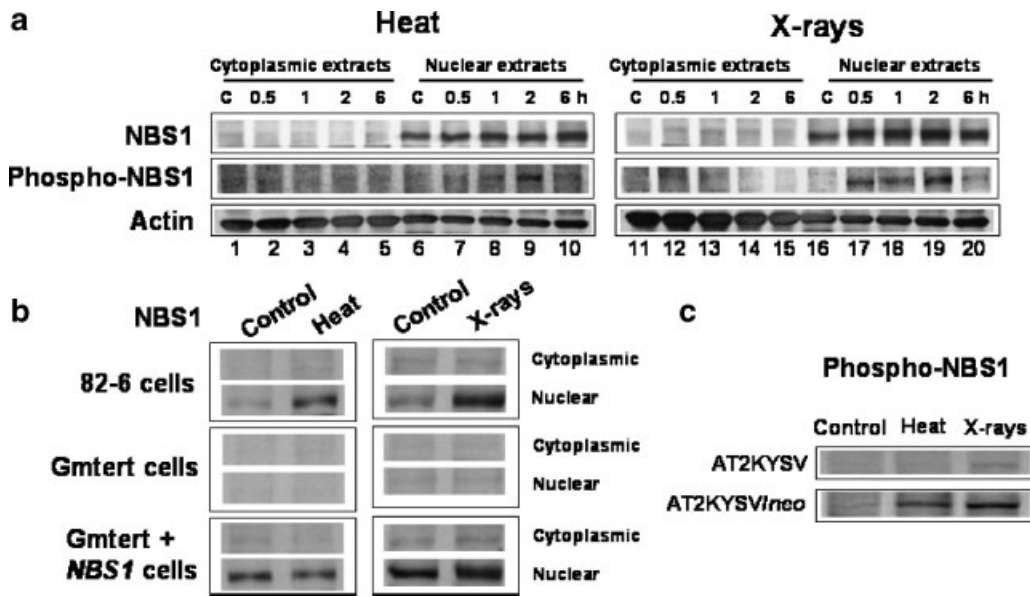 a
Heat
X-rays
Cytoplasmic extracts Nuclear extracts
Cytoplasmic extracts Nuclear extracts
C 0.5 1 2 6 C 0.5 1 2 6 h
C 0.5 1 2 6 C 0.5 1 2 6 h
NBS1
Phospho-NBS1
Actin
1 2 3 4 5 6 7 8 9 10
11 12 13 14 15 16 17 18 19 20
b
NBS1
Control Heat
Control X-rays
82-6 cells
Cytoplasmic
Nuclear
Gmtert cells
Cytoplasmic
Nuclear
Gmtert +
NBS1 cells
Cytoplasmic
Nuclear
c
Phospho-NBS1
Control Heat X-rays
AT2KYSV
AT2KYSV/neo